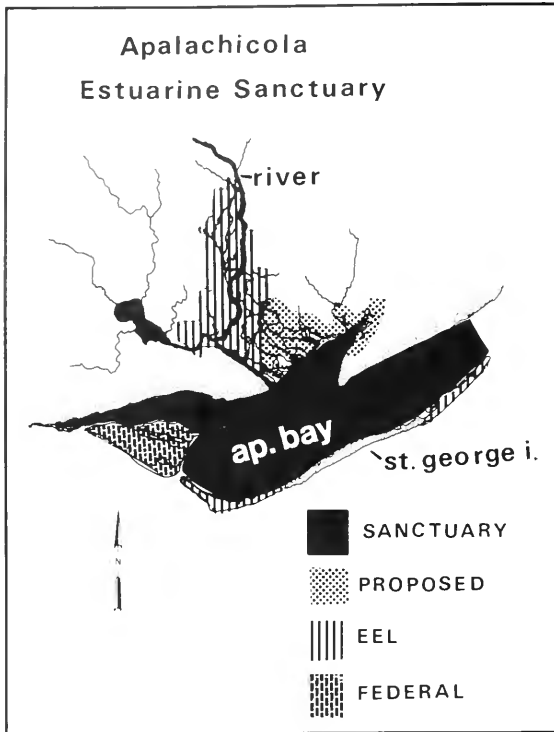 Apalachicola
Estuarine Sanctuary
river
ap. bay
st. george i.
N
SANCTUARY
PROPOSED
EEL
FEDERAL